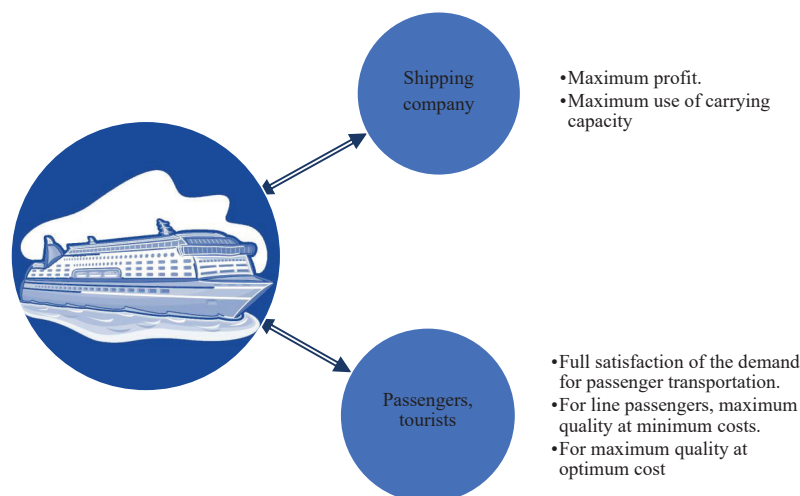 Shipping
company
•Maximum profit.
•Maximum use of carrying
capacity
Passengers,
tourists
•Full satisfaction of the demand
for passenger transportation.
•For line passengers, maximum
quality at minimum costs.
•For maximum quality at
optimum cost